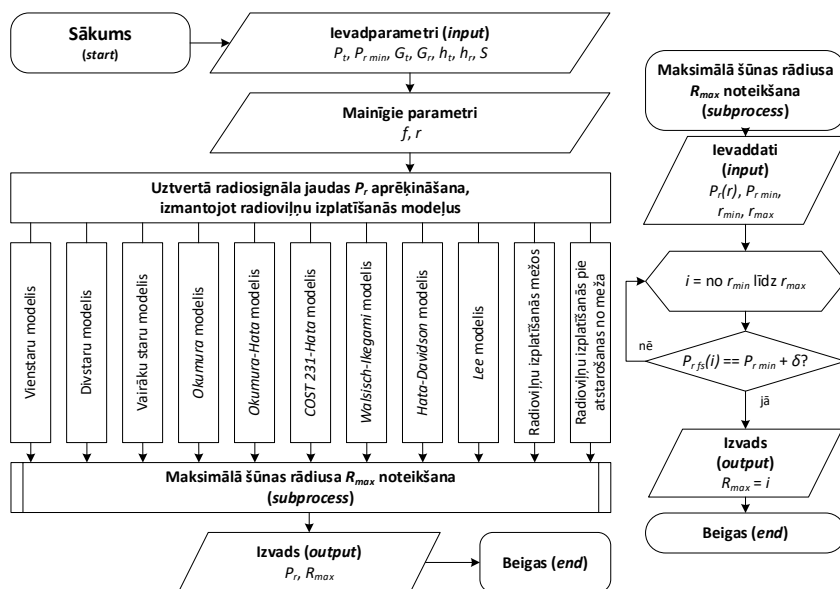 Sākums
(start)
Ievadparametri (input)
Pt, Pr min, Gt, Gr, ht, hr, S
Mainīgie parametri
f, r
Uztvertā radiosignāla jaudas Pr aprēķināšana,
izmantojot radioviļņu izplatīšanās modeļus
Vienstaru modelis
Divstaru modelis
Vairāku staru modelis
Okumura modelis
Okumura-Hata modelis
COST 231-Hata modelis
Walsisch-Ikegami modelis
Hata-Davidson modelis
Lee modelis
Radioviļņu izplatīšanās mežos
Radioviļņu izplatīšanās pie
atstarošanas no meža
Maksimālā šūnas rādiusa Rmax noteikšana
(subprocess)
Izvads (output)
Pr, Rmax
Beigas (end)
Maksimālā šūnas rādiusa
Rmax noteikšana
(subprocess)
Ievaddati
(input)
Pr(r), Pr min,
rmin, rmax
i = no rmin līdz rmax
nē
Pr fs(i) == Pr min + δ?
jā
Izvads
(output)
Rmax = i
Beigas (end)